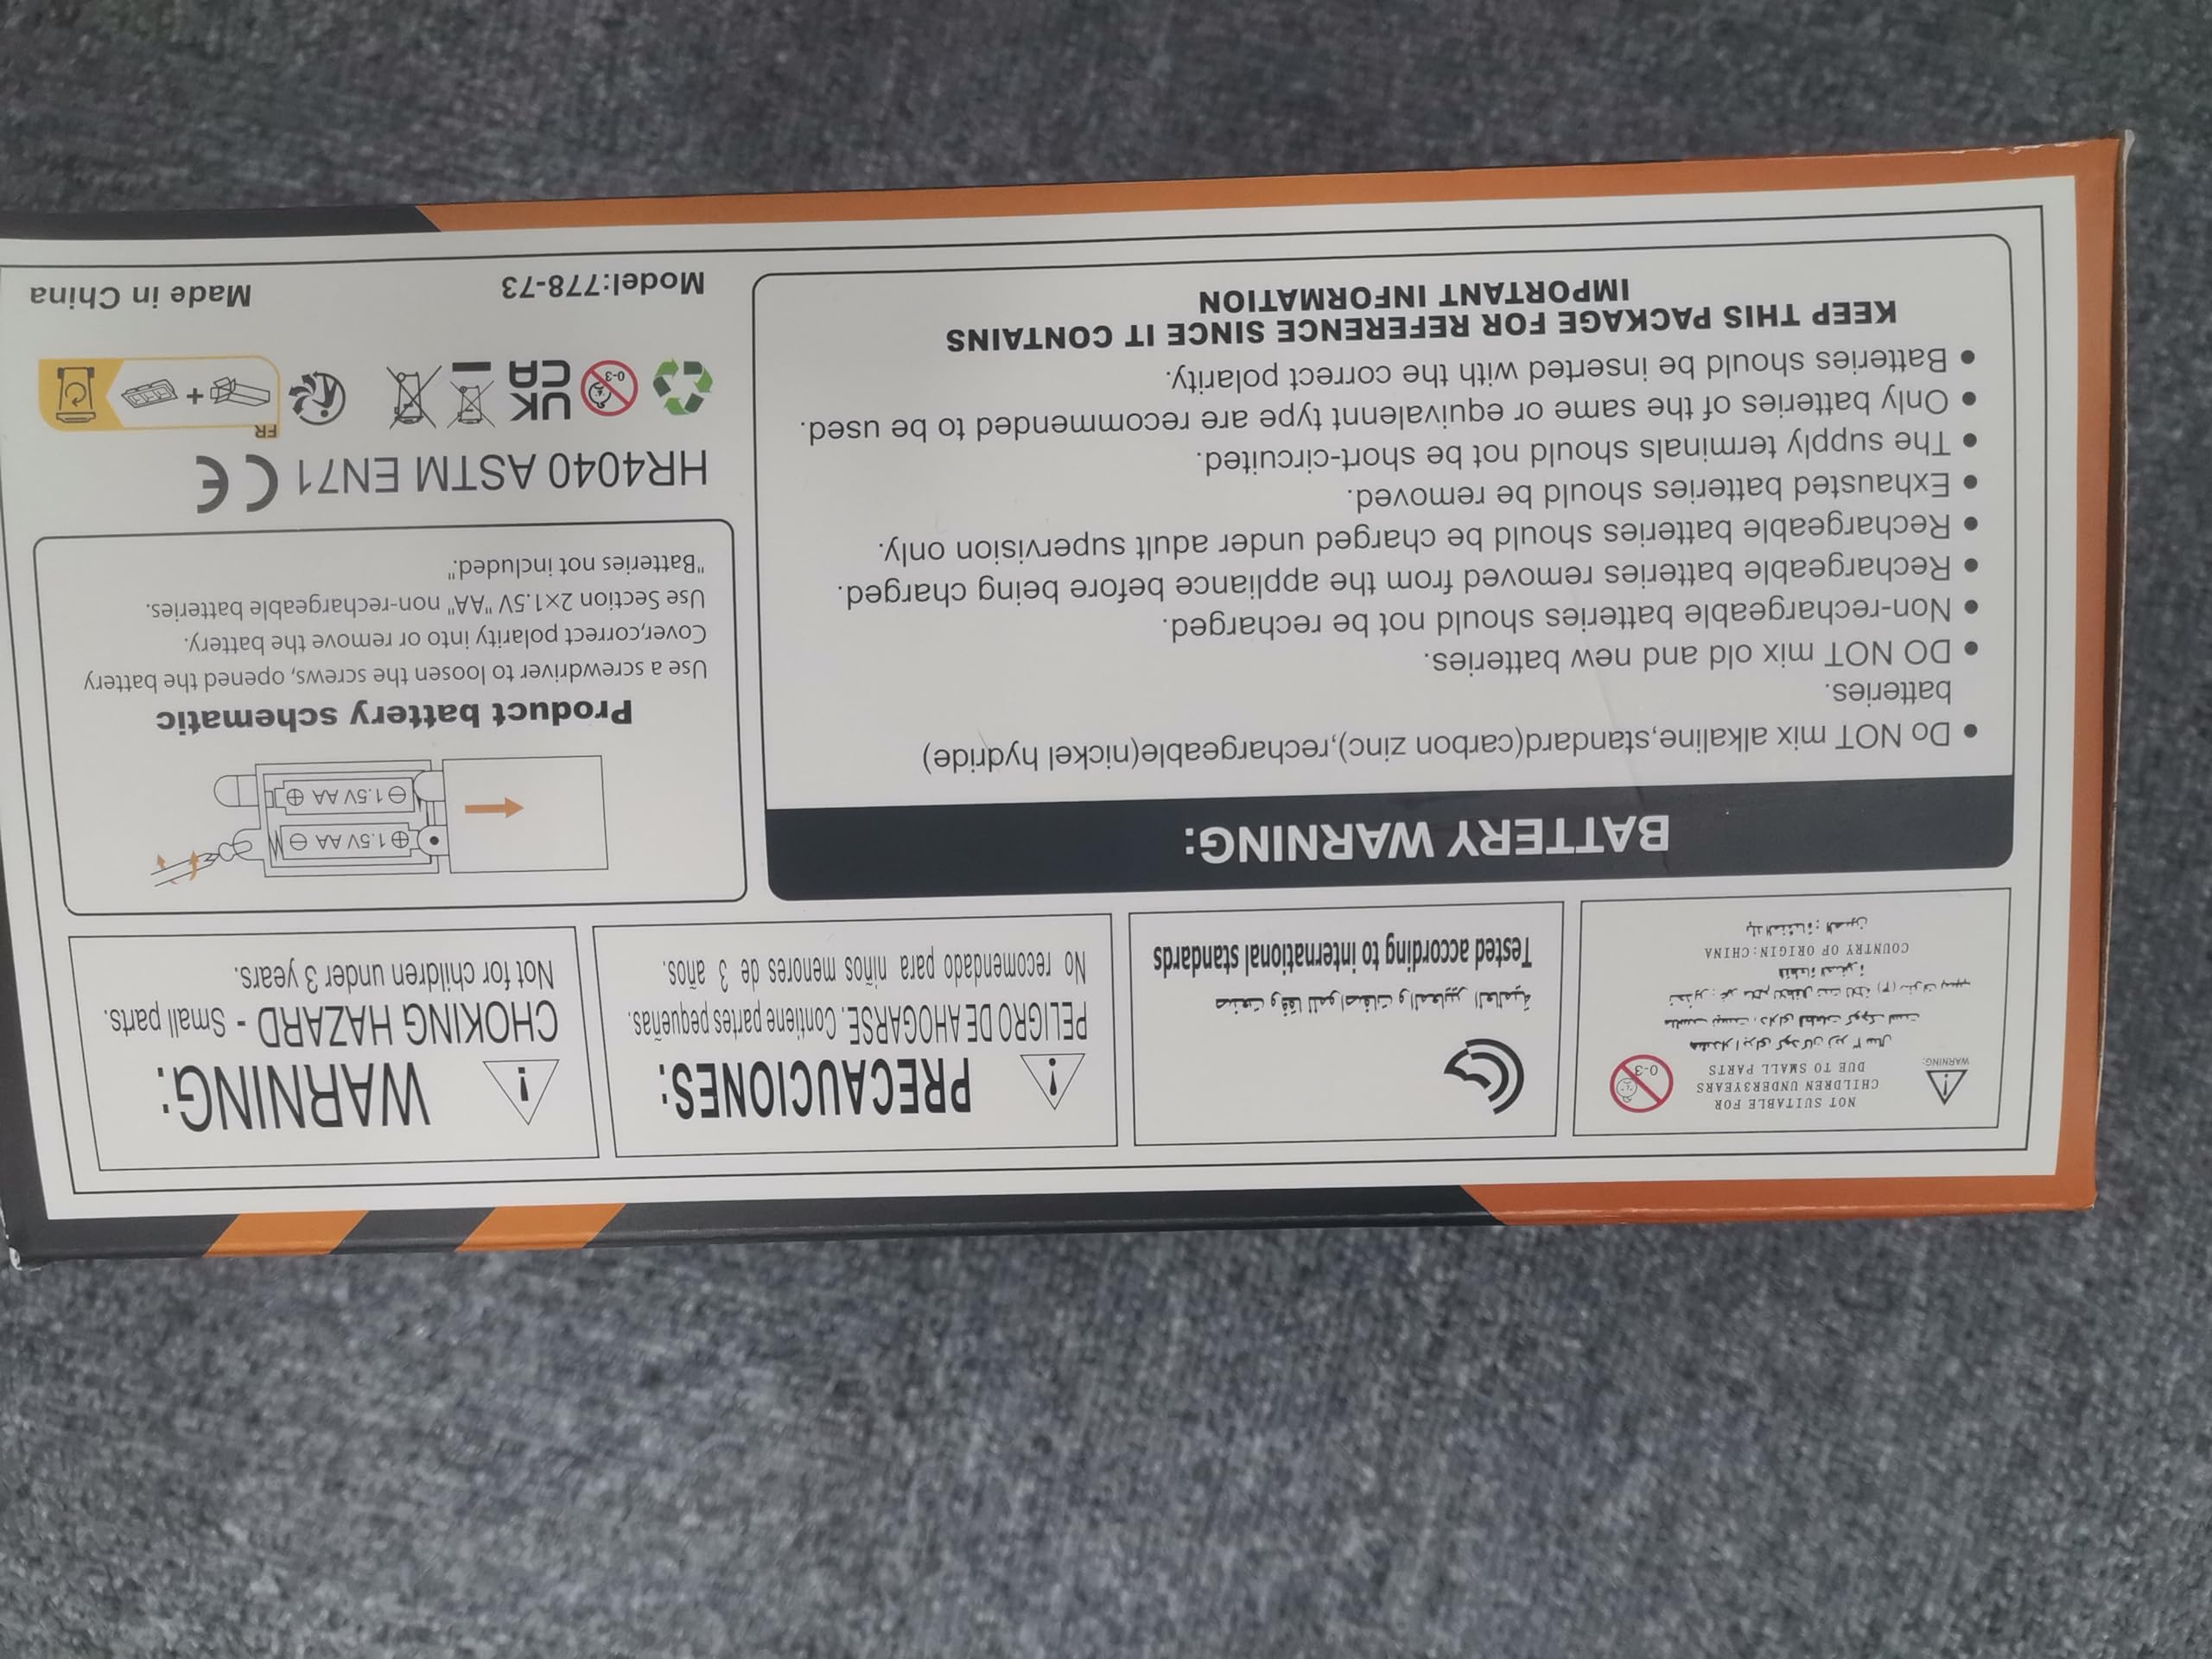 WARNING:
NOT SUITABLE FOR
CHILDREN UNDER3YEARS
DUE TO SMALL PARTS
0-3
COUNTRY OF ORIGIN:CHINA
بلد المنشأة : الصين
Tested according to international standards
PRECAUCIONES:
PELIGRO DE AHOGARSE. Contiene partes pequeñas.
No recomendado para niños menores de 3 años.
WARNING:
CHOKING HAZARD - Small parts.
Not for children under 3 years.
BATTERY WARNING:
• Do NOT mix alkaline,standard(carbon zinc),rechargeable(nickel hydride)
batteries.
• DO NOT mix old and new batteries.
• Non-rechargeable batteries should not be recharged.
• Rechargeable batteries removed from the appliance before being charged.
• Rechargeable batteries should be charged under adult supervision only.
• Exhausted batteries should be removed.
• The supply terminals should not be short-circuited.
• Only batteries of the same or equivalennt type are recommended to be used.
• Batteries should be inserted with the correct polarity.
KEEP THIS PACKAGE FOR REFERENCE SINCE IT CONTAINS
IMPORTANT INFORMATION
⊕1.5V AA ⊖
⊖1.5V AA ⊕
Product battery schematic
Use a screwdriver to loosen the screws, opened the battery
Cover,correct polarity into or remove the battery.
Use Section 2×1.5V "AA" non-rechargeable batteries.
"Batteries not included."
HR4040 ASTM EN71 CE
0-3
UK
CA
FR
Model:778-73
Made in China